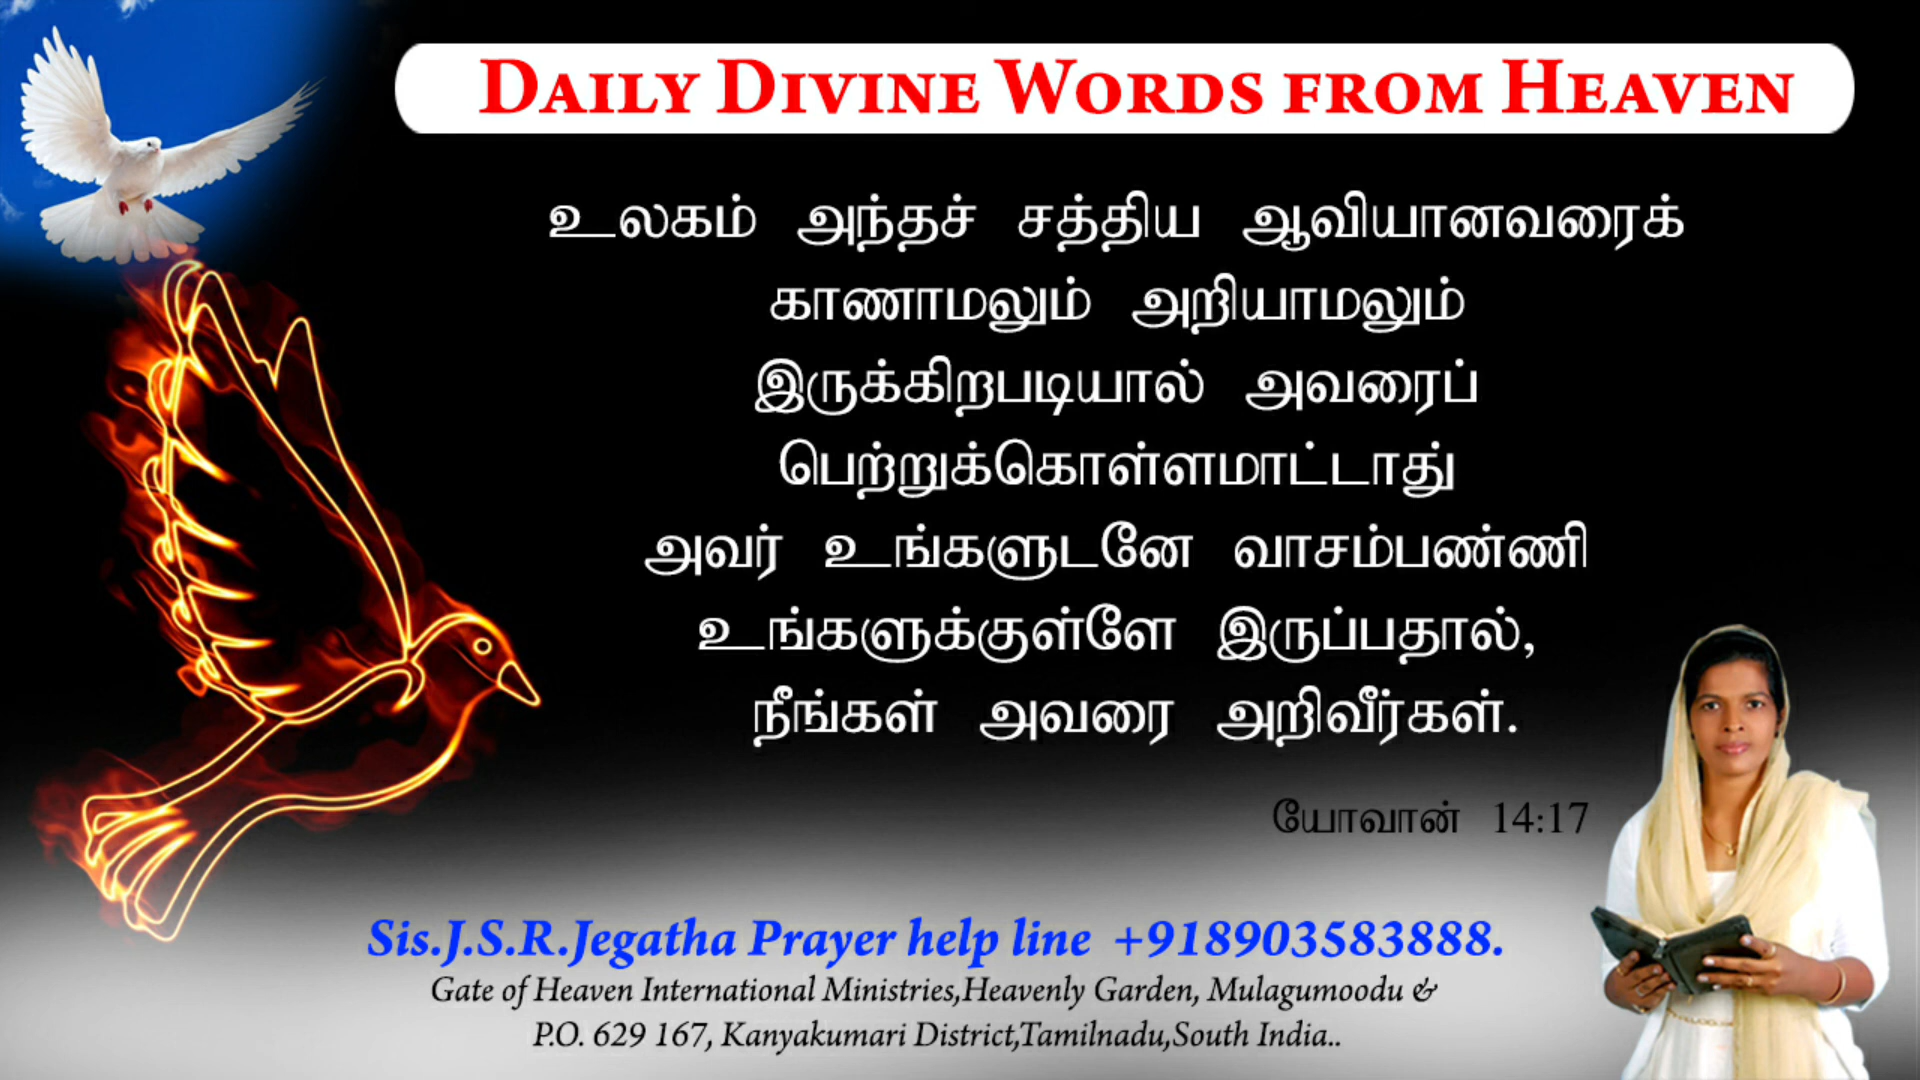 Daily Divine Words from Heaven
உலகம் அந்தச் சத்திய ஆவியானவரைக்
காணாமலும் அறியாமலும்
இருக்கிறபடியால் அவரைப்
பெற்றுக்கொள்ளமாட்டாது
அவர் உங்களுடனே வாசம்பண்ணி
உங்களுக்குள்ளே இருப்பதால்,
நீங்கள் அவரை அறிவீர்கள்.
யோவான் 14:17
Sis.J.S.R.Jegatha Prayer help line +918903583888.
Gate of Heaven International Ministries,Heavenly Garden, Mulagumoodu &
P.O. 629 167, Kanyakumari District,Tamilnadu,South India..